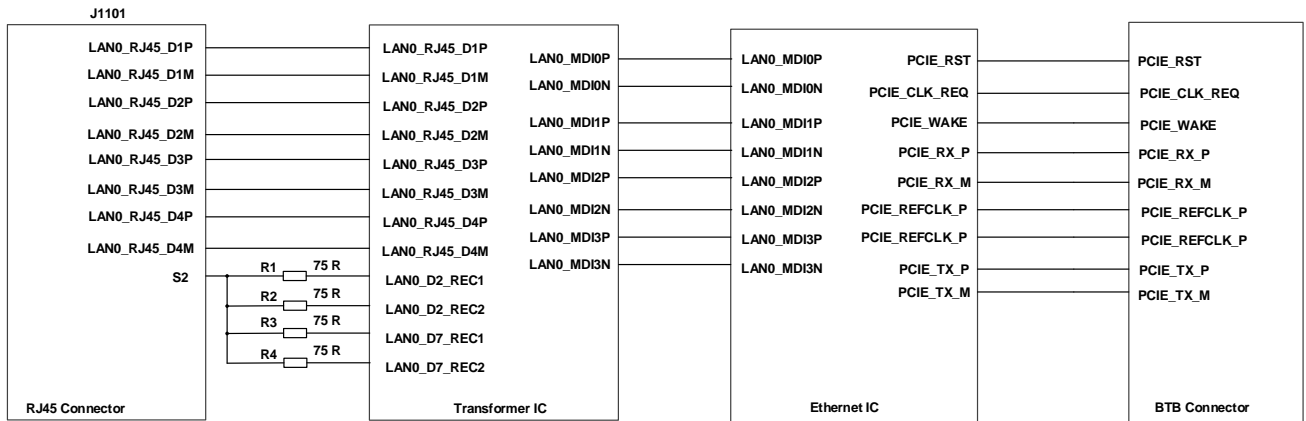 J1101
LAN0_RJ45_D1P
LAN0_RJ45_D1M
LAN0_RJ45_D2P
LAN0_RJ45_D2M
LAN0_RJ45_D3P
LAN0_RJ45_D3M
LAN0_RJ45_D4P
LAN0_RJ45_D4M
S2
RJ45 Connector
R1 75 R
R2 75 R
R3 75 R
R4 75 R
LAN0_RJ45_D1P
LAN0_RJ45_D1M
LAN0_RJ45_D2P
LAN0_RJ45_D2M
LAN0_RJ45_D3P
LAN0_RJ45_D3M
LAN0_RJ45_D4P
LAN0_RJ45_D4M
LAN0_D2_REC1
LAN0_D2_REC2
LAN0_D7_REC1
LAN0_D7_REC2
LAN0_MDI0P
LAN0_MDI0N
LAN0_MDI1P
LAN0_MDI1N
LAN0_MDI2P
LAN0_MDI2N
LAN0_MDI3P
LAN0_MDI3N
Transformer IC
LAN0_MDI0P
LAN0_MDI0N
LAN0_MDI1P
LAN0_MDI1N
LAN0_MDI2P
LAN0_MDI2N
LAN0_MDI3P
LAN0_MDI3N
PCIE_RST
PCIE_CLK_REQ
PCIE_WAKE
PCIE_RX_P
PCIE_RX_M
PCIE_REFCLK_P
PCIE_REFCLK_P
PCIE_TX_P
PCIE_TX_M
Ethernet IC
PCIE_RST
PCIE_CLK_REQ
PCIE_WAKE
PCIE_RX_P
PCIE_RX_M
PCIE_REFCLK_P
PCIE_REFCLK_P
PCIE_TX_P
PCIE_TX_M
BTB Connector